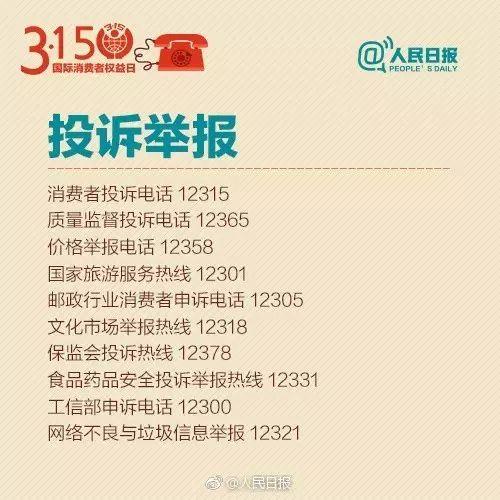 3·15
3·15
国际消费者权益日
@人民日报
PEOPLE'S DAILY
投诉举报
消费者投诉电话 12315
质量监督投诉电话 12365
价格举报电话 12358
国家旅游服务热线 12301
邮政行业消费者申诉电话 12305
文化市场举报热线 12318
保监会投诉热线 12378
食品药品安全投诉举报热线 12331
工信部申诉电话 12300
网络不良与垃圾信息举报 12321
@人民日报